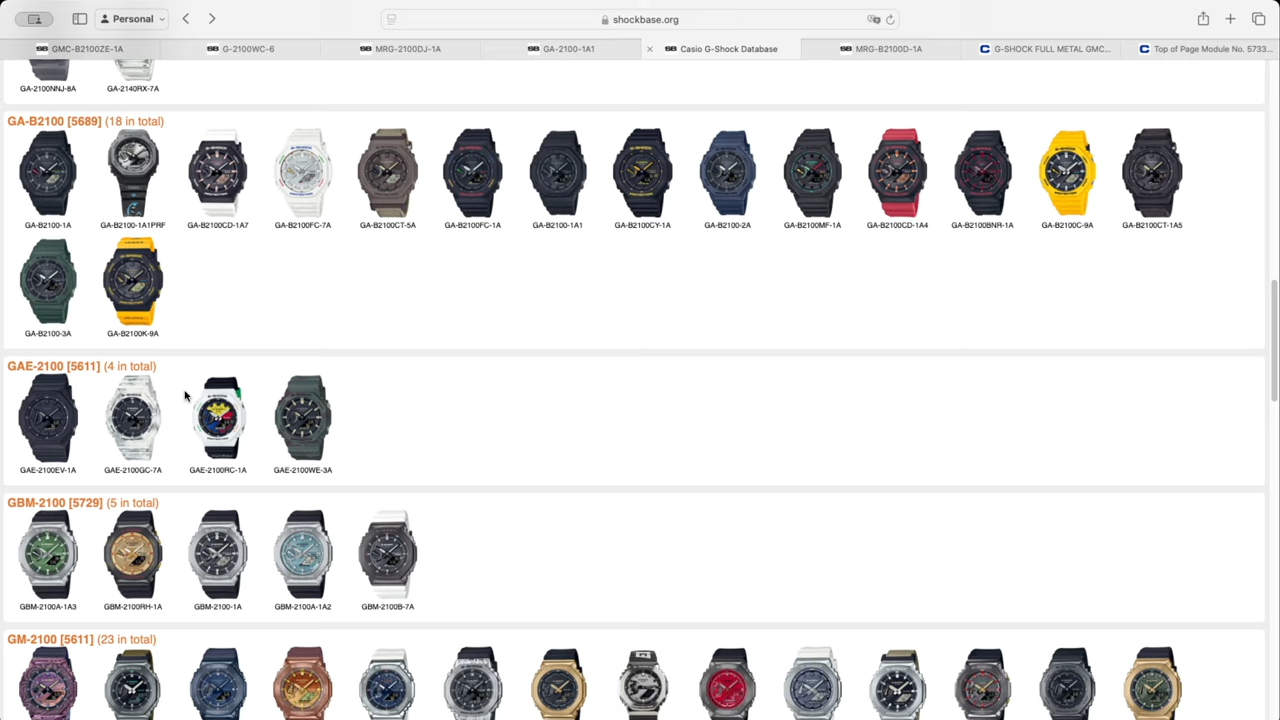 Personal
shockbase.org
GMC-B2100ZE-1A
G-2100WC-6
MRG-2100DJ-1A
GA-2100-1A1
Casio G-Shock Database
MRG-B2100D-1A
G-SHOCK FULL METAL GMC...
Top of Page Module No. 5733...
GA-2100NNJ-8A
GA-2140RX-7A
GA-B2100 [5689] (18 in total)
GA-B2100-1A
GA-B2100-1A1PRF
GA-B2100CD-1A7
GA-B2100FC-7A
GA-B2100CT-5A
GA-B2100FC-1A
GA-B2100-1A1
GA-B2100CY-1A
GA-B2100-2A
GA-B2100MF-1A
GA-B2100CD-1A4
GA-B2100BNR-1A
GA-B2100C-9A
GA-B2100CT-1A5
GA-B2100-3A
GA-B2100K-9A
GAE-2100 [5611] (4 in total)
GAE-2100EV-1A
GAE-2100GC-7A
GAE-2100RC-1A
GAE-2100WE-3A
GBM-2100 [5729] (5 in total)
GBM-2100A-1A3
GBM-2100RH-1A
GBM-2100-1A
GBM-2100A-1A2
GBM-2100B-7A
GM-2100 [5611] (23 in total)